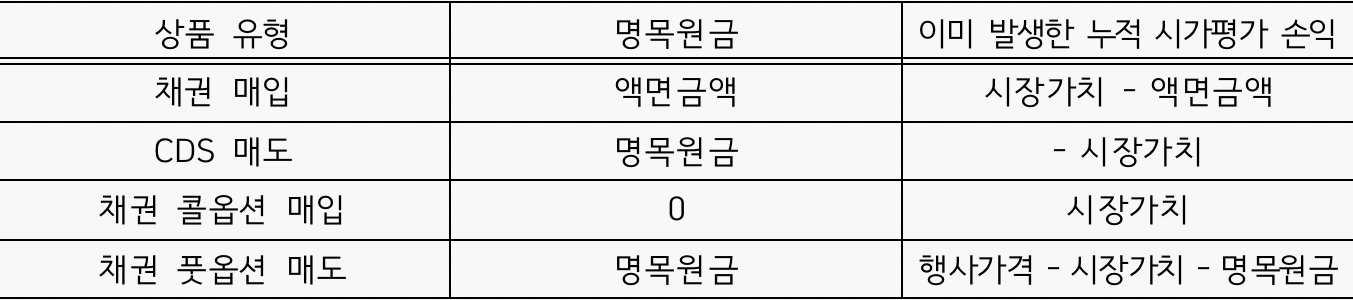 상품 유형 명목원금 이미 발생한 누적 시가평가 손익
채권 매입 액면금액 시장가치 - 액면금액
CDS 매도 명목원금 - 시장가치
채권 콜옵션 매입 0 시장가치
채권 풋옵션 매도 명목원금 행사가격 - 시장가치 - 명목원금